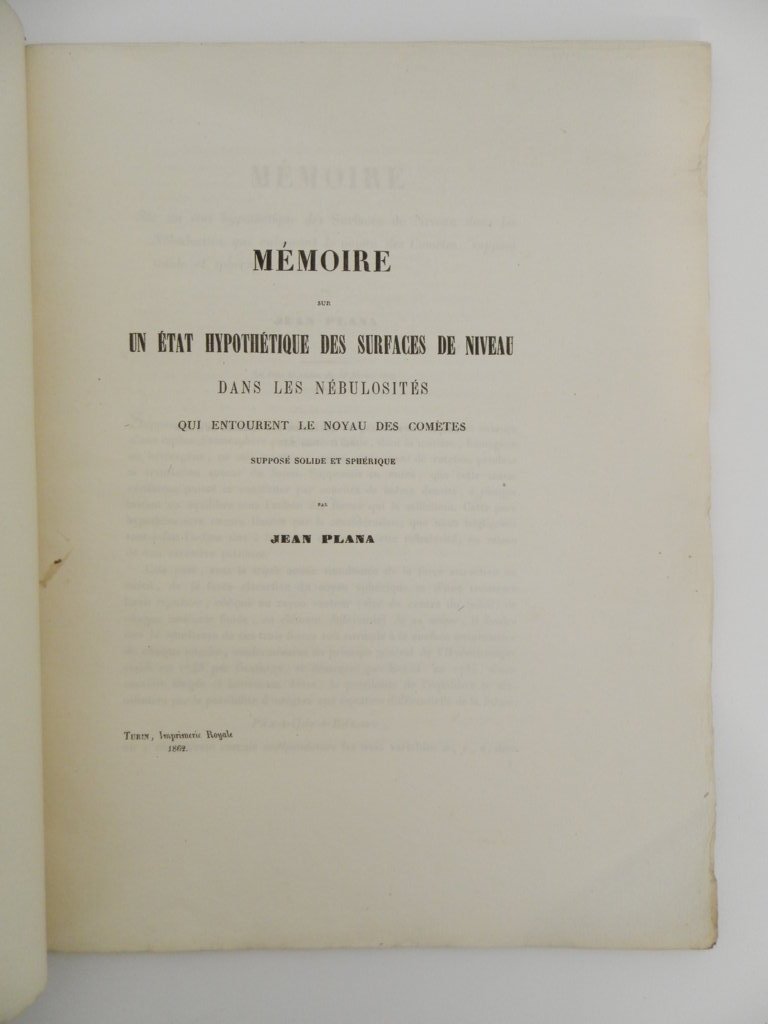 MÉMOIRE
SUR
UN ÉTAT HYPOTHÉTIQUE DES SURFACES DE NIVEAU
DANS LES NÉBULOSITÉS
QUI ENTOURENT LE NOYAU DES COMÈTES
SUPPOSÉ SOLIDE ET SPHÉRIQUE
PAR
JEAN PLANA
TURIN, Imprimerie Royale
1862.